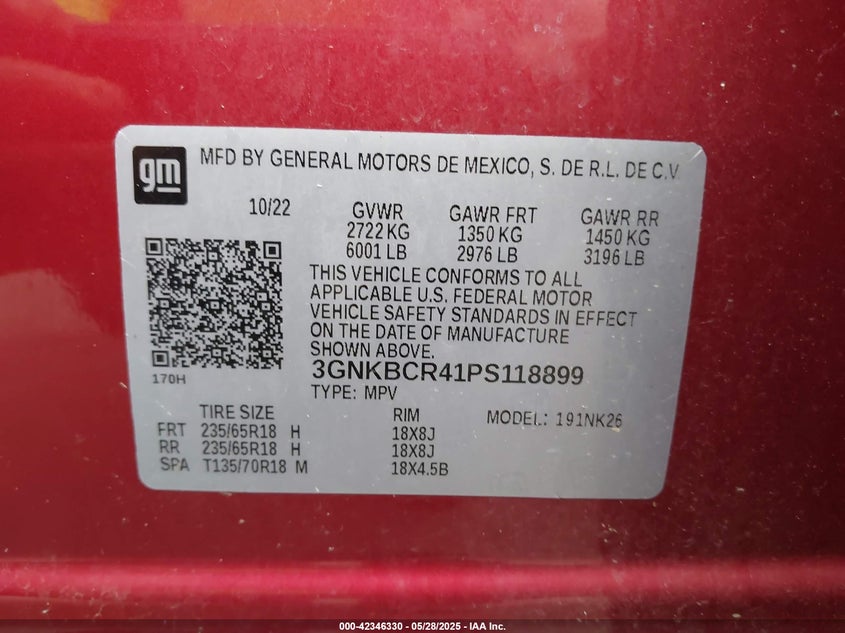 gm
MFD BY GENERAL MOTORS DE MEXICO, S. DE R.L. DE C.V
10/22 GVWR GAWR FRT GAWR RR
2722 KG 1350 KG 1450 KG
6001 LB 2976 LB 3196 LB
THIS VEHICLE CONFORMS TO ALL
APPLICABLE U.S. FEDERAL MOTOR
VEHICLE SAFETY STANDARDS IN EFFECT
ON THE DATE OF MANUFACTURE
SHOWN ABOVE.
3GNKBCR41PS118899
170H
TYPE: MPV
TIRE SIZE RIM MODEL: 191NK26
FRT 235/65R18 H 18X8J
RR 235/65R18 H 18X8J
SPA T135/70R18 M 18X4.5B
000-42346330 - 05/28/2025 - IAA Inc.